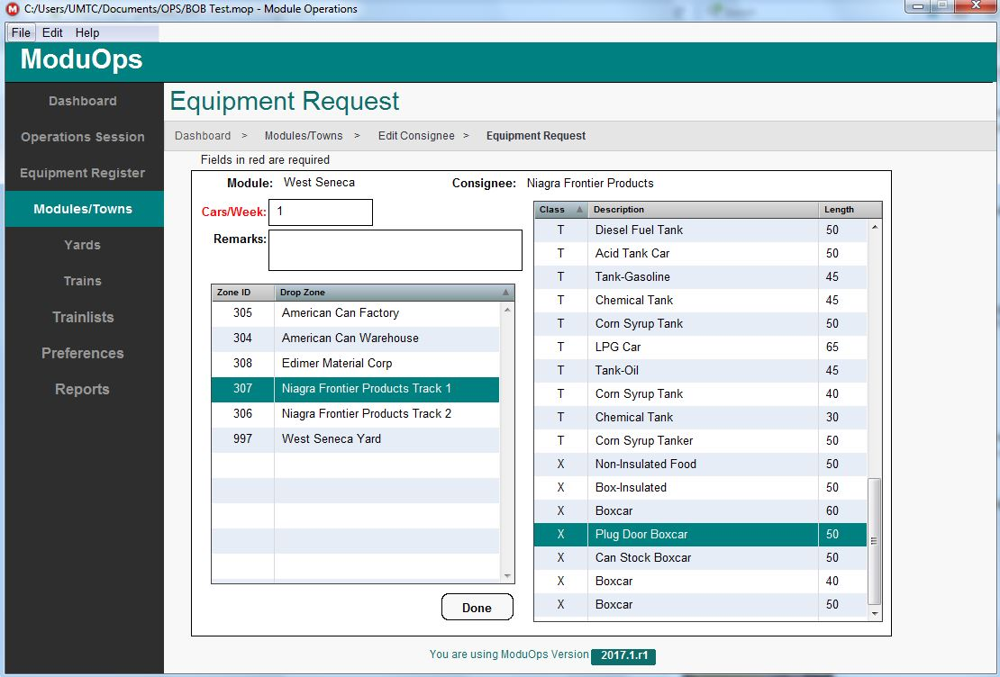 C:/Users/UMTC/Documents/OPS/BOB Test.mop - Module Operations
File Edit Help
ModuOps
Dashboard
Operations Session
Equipment Register
Modules/Towns
Yards
Trains
Trainlists
Preferences
Reports
Equipment Request
Dashboard > Modules/Towns > Edit Consignee > Equipment Request
Fields in red are required
Module: West Seneca Consignee: Niagra Frontier Products
Cars/Week: 1
Remarks:
Zone ID Drop Zone
305 American Can Factory
304 American Can Warehouse
308 Edimer Material Corp
307 Niagra Frontier Products Track 1
306 Niagra Frontier Products Track 2
997 West Seneca Yard
Done
Class Description Length
T Diesel Fuel Tank 50
T Acid Tank Car 50
T Tank-Gasoline 45
T Chemical Tank 45
T Corn Syrup Tank 50
T LPG Car 65
T Tank-Oil 45
T Corn Syrup Tank 40
T Chemical Tank 30
T Corn Syrup Tanker 50
X Non-Insulated Food 50
X Box-Insulated 50
X Boxcar 60
X Plug Door Boxcar 50
X Can Stock Boxcar 50
X Boxcar 40
X Boxcar 50
You are using ModuOps Version 2017.1.r1